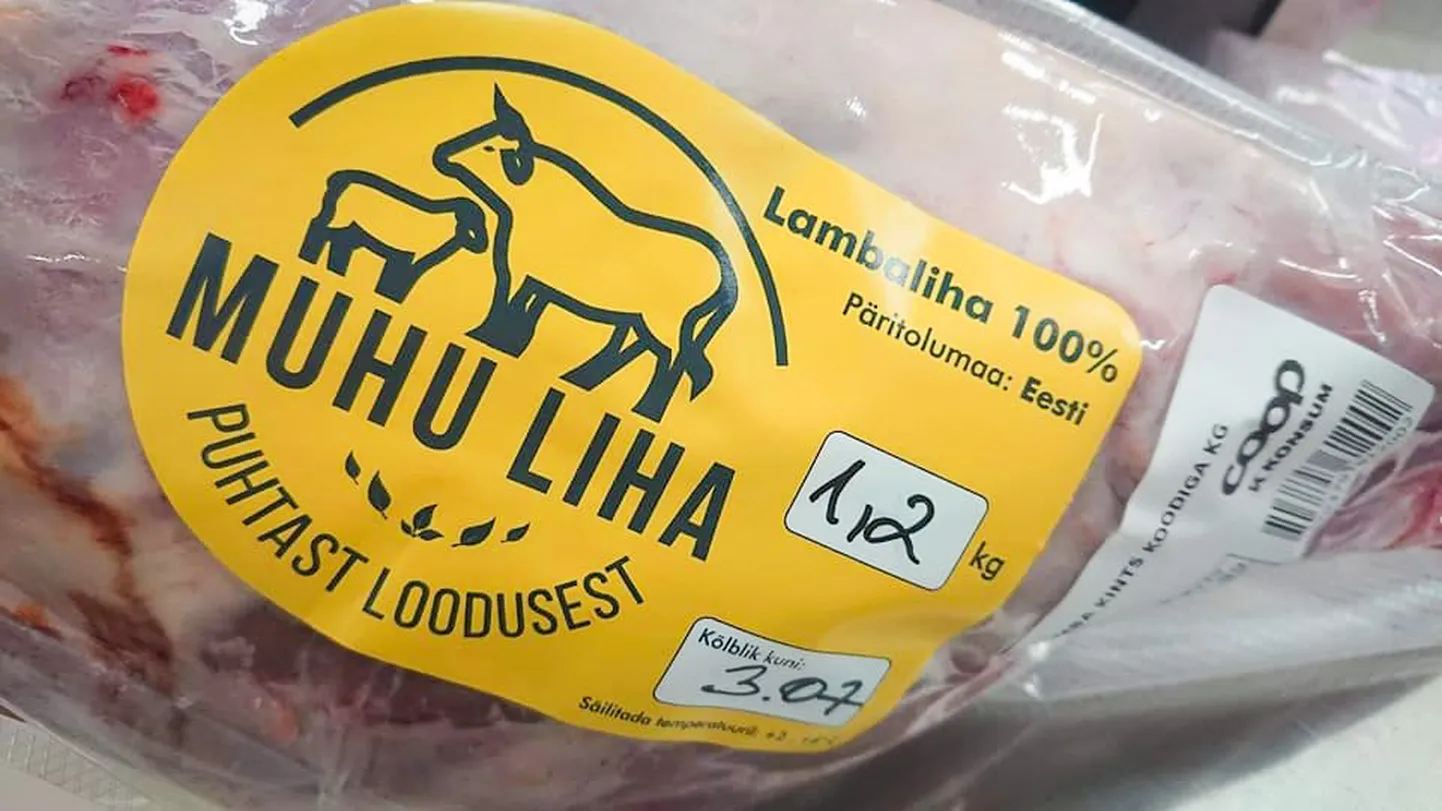 Lambaliha 100%
Päritolumaa: Eesti
MUHU LIHA
PUHTAST LOODUSEST
1,2 kg
Kõlblik kuni:
3.07
Säilitada temperatuuril: +2
coop
KONSUM
KINTS KOODIGA KG